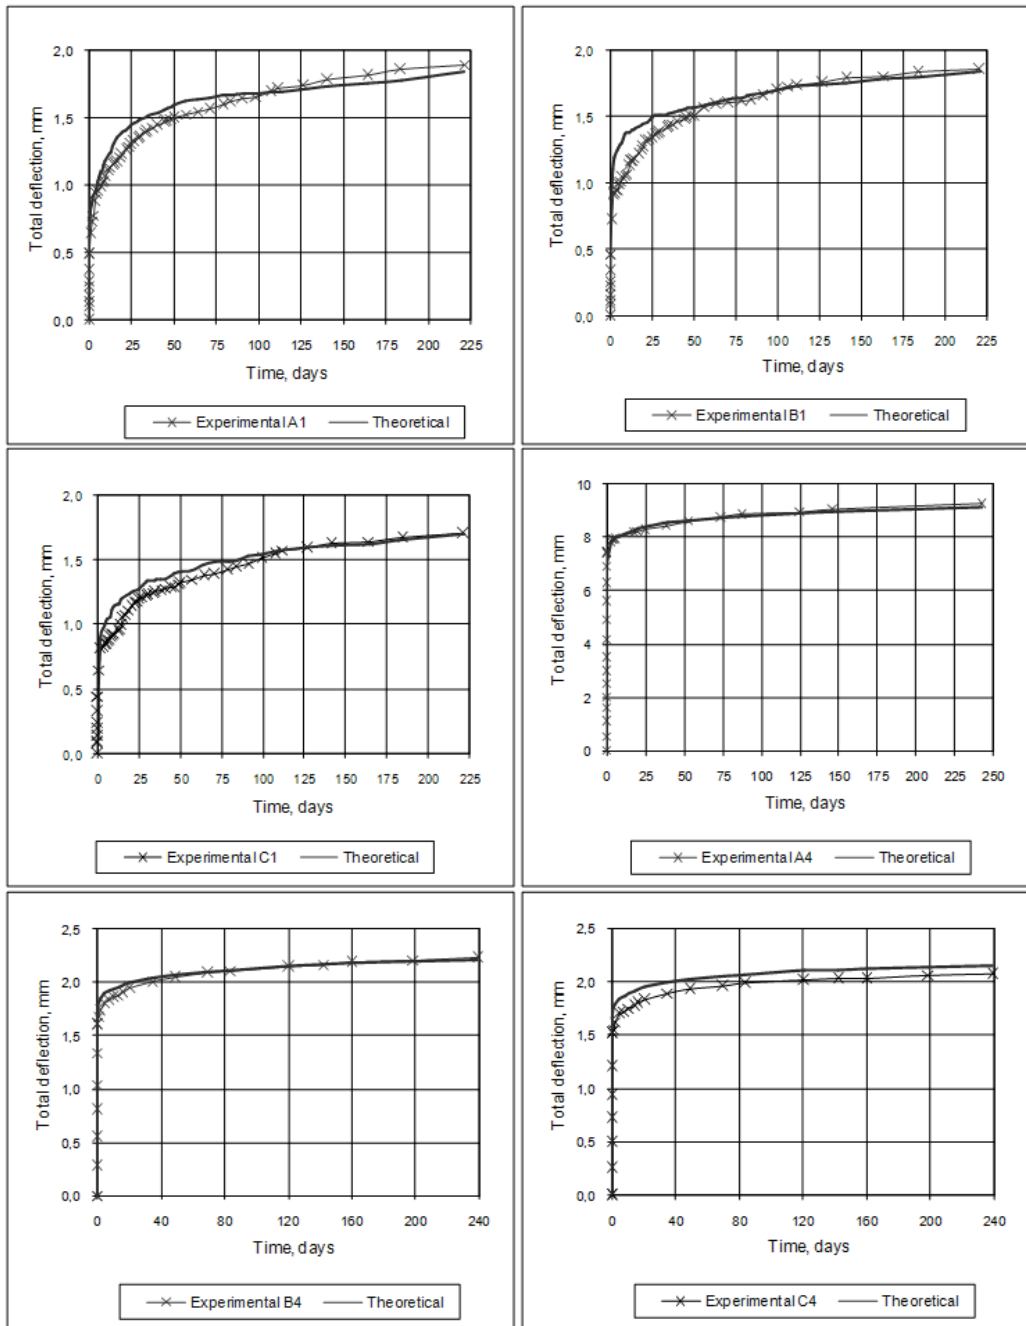 Total deflection, mm
2,0
1,5
1,0
0,5
0,0
0 25 50 75 100 125 150 175 200 225
Time, days
Experimental A1 Theoretical
Total deflection, mm
2,0
1,5
1,0
0,5
0,0
0 25 50 75 100 125 150 175 200 225
Time, days
Experimental B1 Theoretical
Total deflection, mm
2,0
1,5
1,0
0,5
0,0
0 25 50 75 100 125 150 175 200 225
Time, days
Experimental C1 Theoretical
Total deflection, mm
10
8
6
4
2
0
0 25 50 75 100 125 150 175 200 225 250
Time, days
Experimental A4 Theoretical
Total deflection, mm
2,5
2,0
1,5
1,0
0,5
0,0
0 40 80 120 160 200 240
Time, days
Experimental B4 Theoretical
Total deflection, mm
2,5
2,0
1,5
1,0
0,5
0,0
0 40 80 120 160 200 240
Time, days
Experimental C4 Theoretical